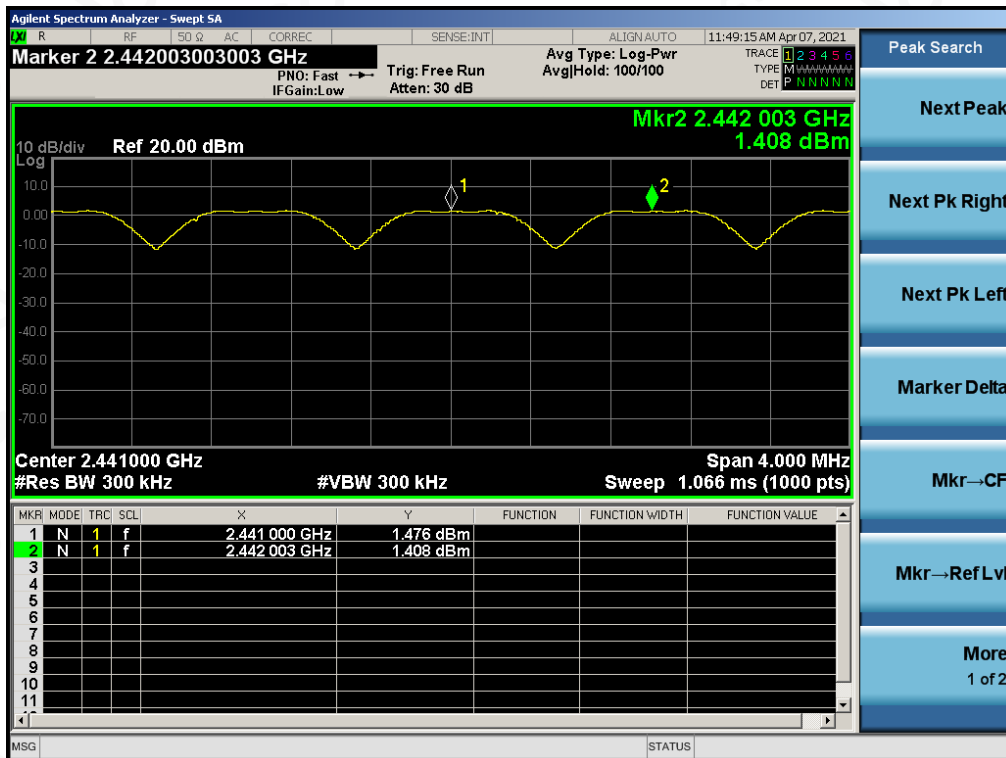 Agilent Spectrum Analyzer - Swept SA
LXI R RF 50 Ω AC CORREC SENSE:INT ALIGN AUTO 11:49:15 AM Apr 07, 2021
Marker 2 2.442003003003 GHz
PNO: Fast
IFGain:Low
Trig: Free Run
Atten: 30 dB
Avg Type: Log-Pwr
Avg|Hold: 100/100
TRACE 1 2 3 4 5 6
TYPE M WWWWW
DET P N N N N N
Mkr2 2.442 003 GHz
1.408 dBm
10 dB/div Ref 20.00 dBm
Log
10.0
0.00
-10.0
-20.0
-30.0
-40.0
-50.0
-60.0
-70.0
1
2
Center 2.441000 GHz Span 4.000 MHz
#Res BW 300 kHz #VBW 300 kHz Sweep 1.066 ms (1000 pts)
MKR MODE TRC SCL X Y FUNCTION FUNCTION WIDTH FUNCTION VALUE
1 N 1 f 2.441 000 GHz 1.476 dBm
2 N 1 f 2.442 003 GHz 1.408 dBm
3
4
5
6
7
8
9
10
11
MSG STATUS
Peak Search
Next Peak
Next Pk Right
Next Pk Left
Marker Delta
Mkr→CF
Mkr→Ref Lvl
More
1 of 2